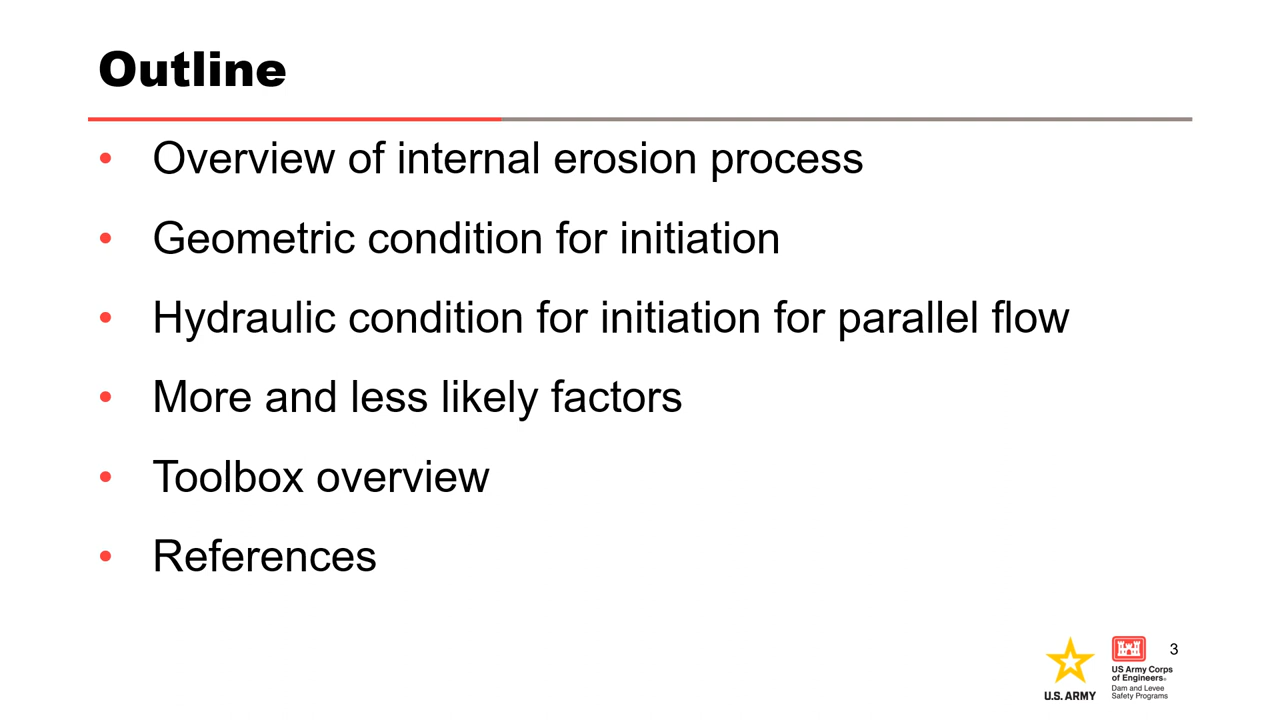 Outline
• Overview of internal erosion process
• Geometric condition for initiation
• Hydraulic condition for initiation for parallel flow
• More and less likely factors
• Toolbox overview
• References
3
U.S. ARMY
US Army Corps
of Engineers®
Dam and Levee
Safety Programs